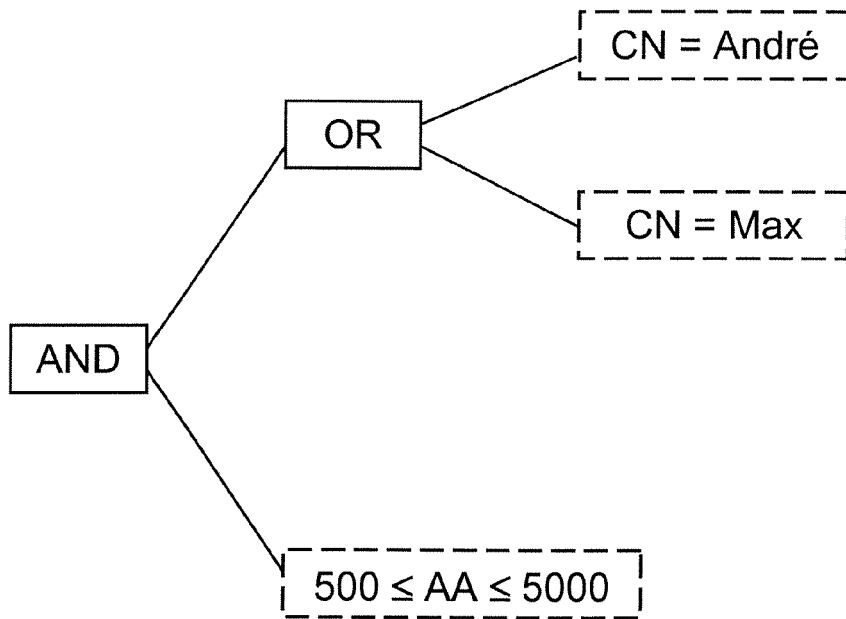 CN = André
OR
CN = Max
AND
500 ≤ AA ≤ 5000